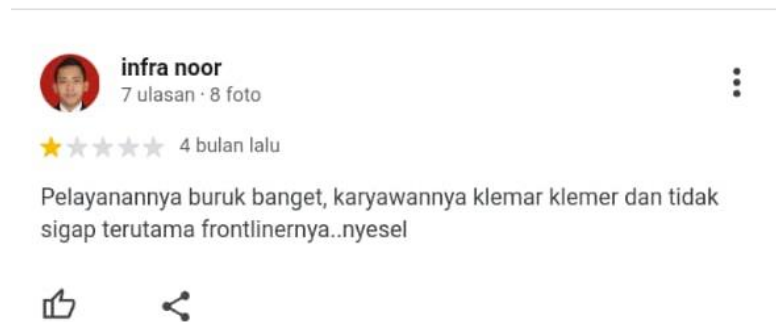 infra noor
7 ulasan · 8 foto
4 bulan lalu
Pelayanannya buruk banget, karyawannya klemar klemer dan tidak
sigap terutama frontlinernya..nyesel